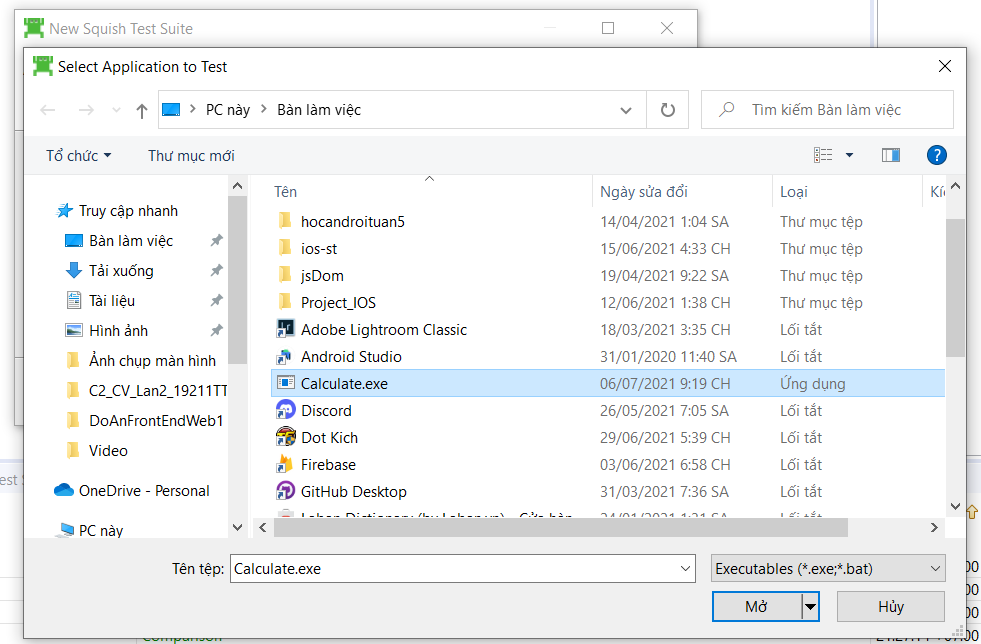 New Squish Test Suite
Select Application to Test
PC này > Bàn làm việc
Tìm kiếm Bàn làm việc
Tổ chức
Thư mục mới
Tên Ngày sửa đổi Loại
Truy cập nhanh
Bàn làm việc
Tải xuống
Tài liệu
Hình ảnh
Ảnh chụp màn hình
C2_CV_Lan2_19211TT
DoAnFrontEndWeb1
Video
OneDrive - Personal
PC này
hocandroituan5 14/04/2021 1:04 SA Thư mục tệp
ios-st 15/06/2021 4:33 CH Thư mục tệp
jsDom 19/04/2021 9:22 SA Thư mục tệp
Project_IOS 12/06/2021 1:38 CH Thư mục tệp
Adobe Lightroom Classic 18/03/2021 3:35 CH Lối tắt
Android Studio 31/01/2020 11:40 SA Lối tắt
Calculate.exe 06/07/2021 9:19 CH Ứng dụng
Discord 26/05/2021 7:05 SA Lối tắt
Dot Kich 29/06/2021 5:39 CH Lối tắt
Firebase 03/06/2021 6:58 CH Lối tắt
GitHub Desktop 31/03/2021 7:36 SA Lối tắt
Tên tệp: Calculate.exe
Executables (*.exe;*.bat)
Mở
Hủy